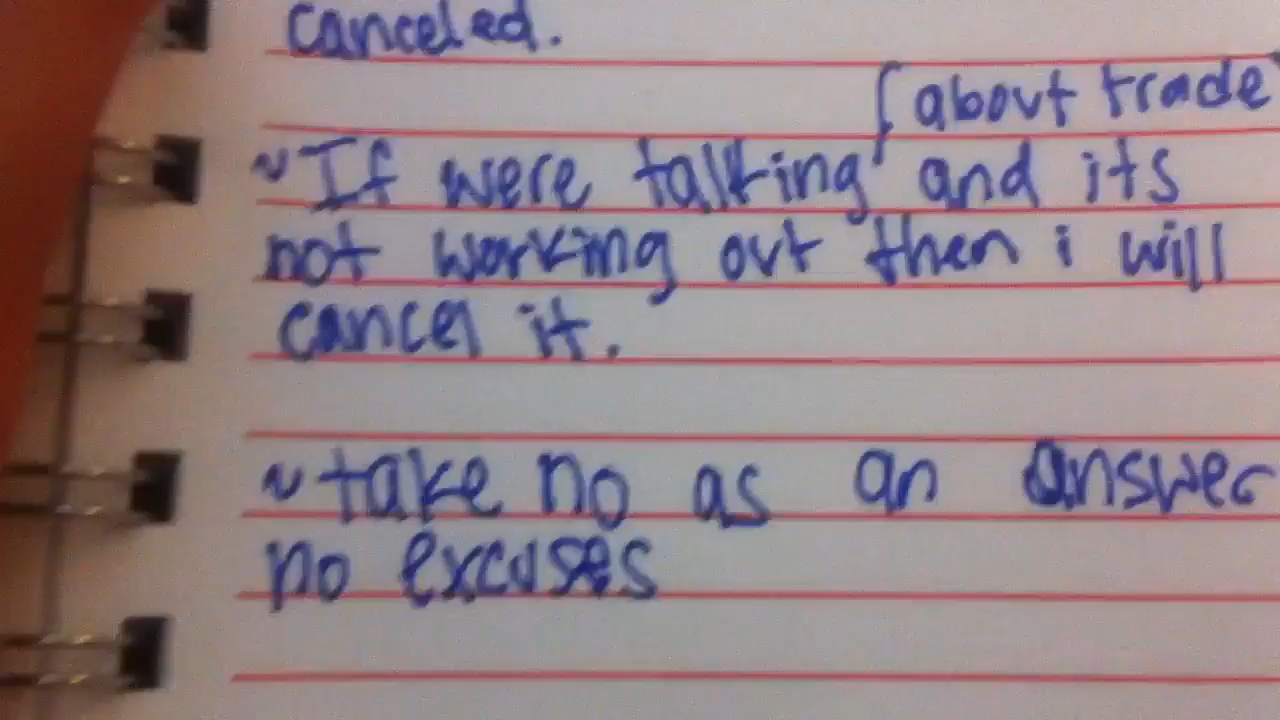 canceled.
about trade
~If were talking and its
not working out then i will
cancel it.
~take no as an answer
no excuses